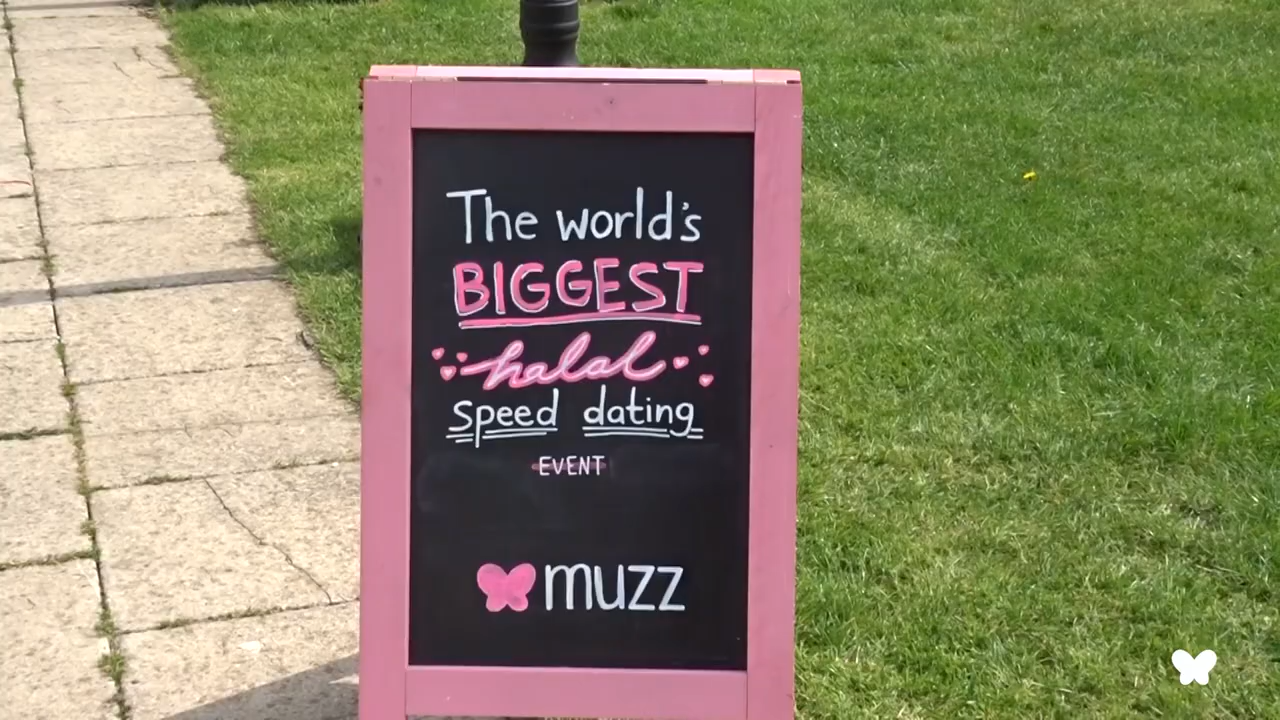 The world's
BIGGEST
halal
speed dating
EVENT
muzz